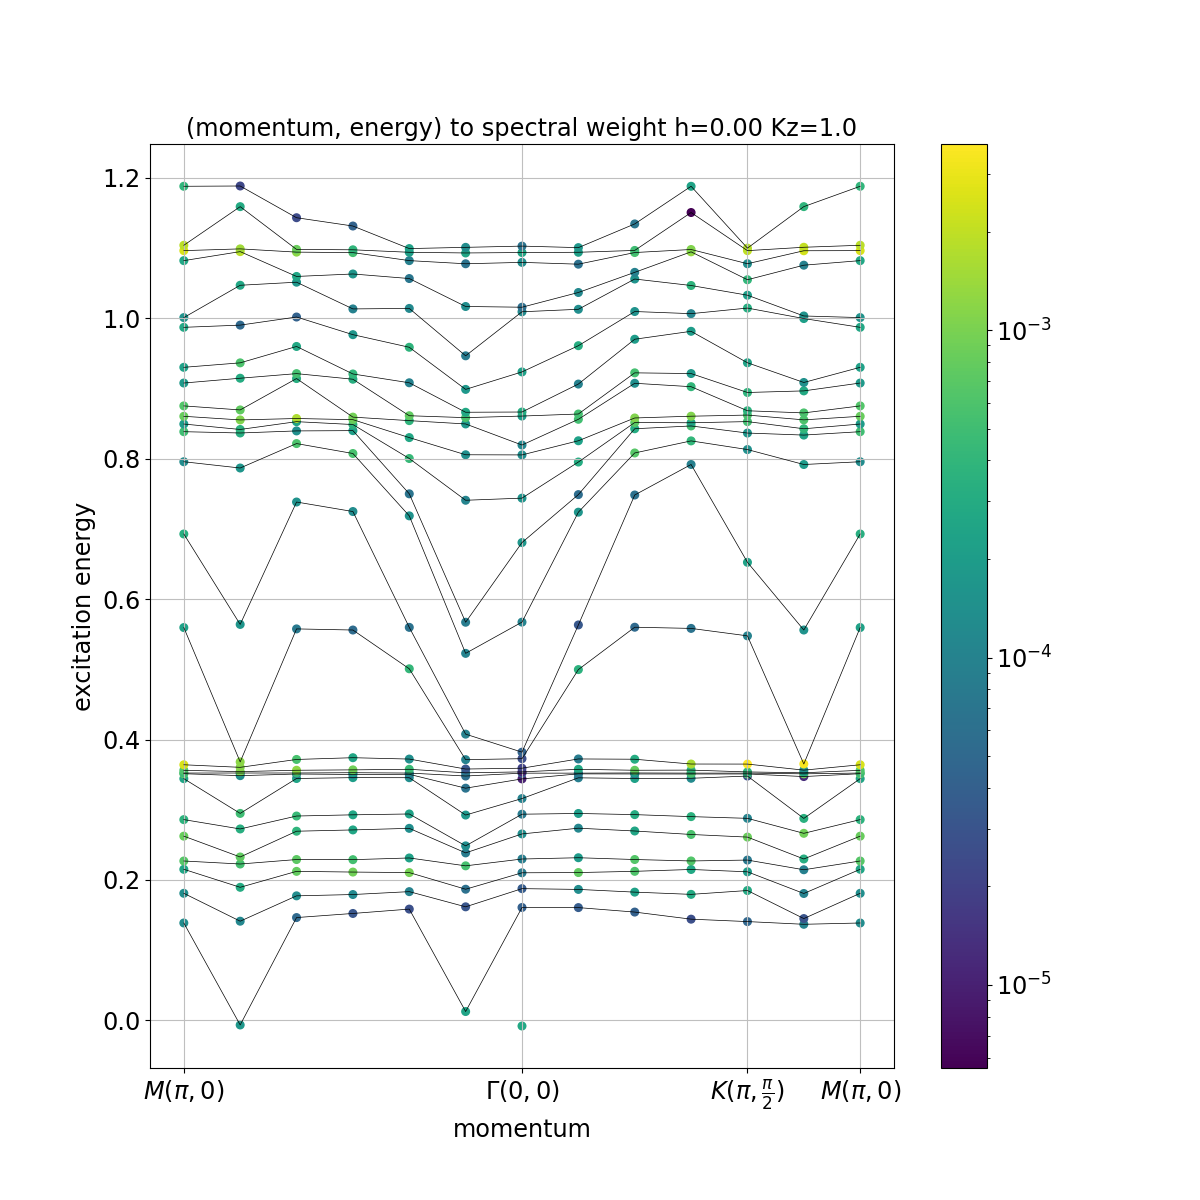 (momentum, energy) to spectral weight h=0.00 Kz=1.0
1.2
1.0
0.8
0.6
0.4
0.2
0.0
excitation energy
M(π, 0)
Γ(0, 0)
K(π, π/2)
M(π, 0)
momentum
10⁻³
10⁻⁴
10⁻⁵